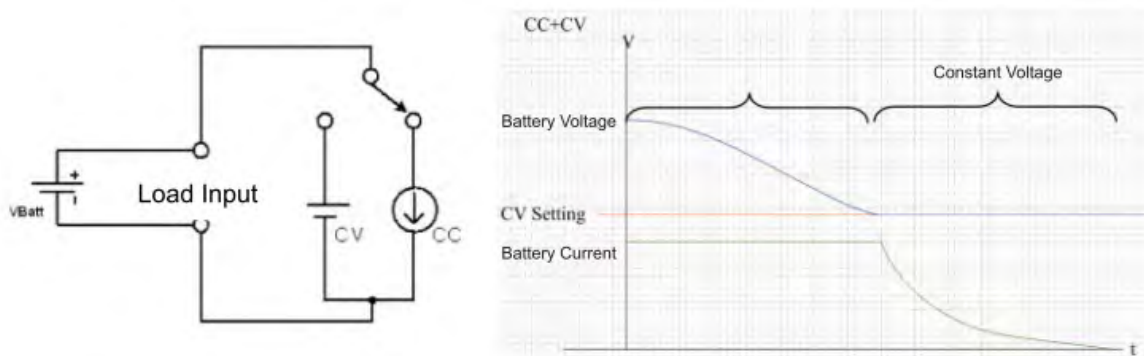 +
-
VBatt
Load Input
CV
CC
CC+CV
V
Constant Voltage
Battery Voltage
CV Setting
Battery Current
t